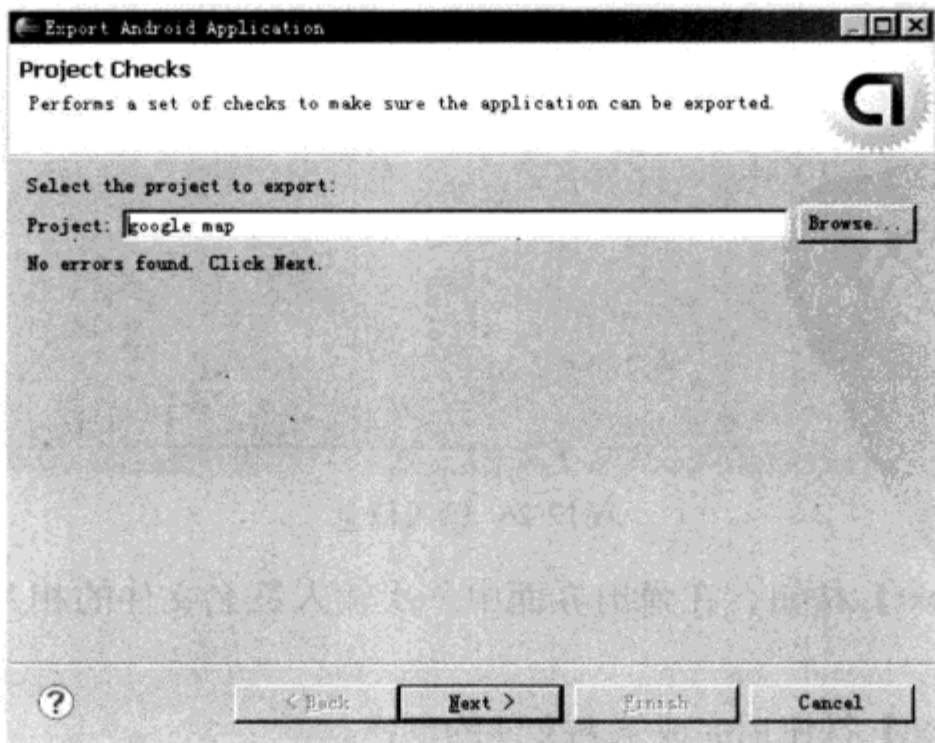 Export Android Application
Project Checks
Performs a set of checks to make sure the application can be exported.
Select the project to export:
Project: google map Browse...
No errors found. Click Next.
? < Back Next > Finish Cancel